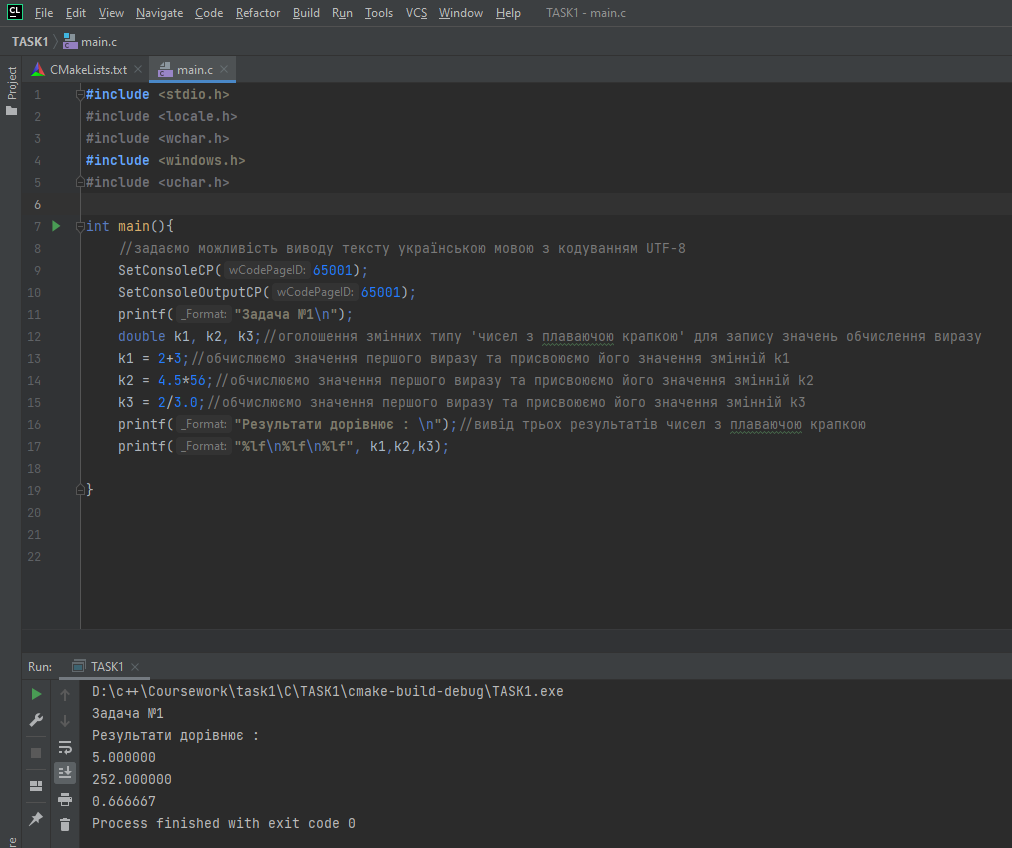 CL File Edit View Navigate Code Refactor Build Run Tools VCS Window Help TASK1 - main.c
TASK1 main.c
Project
CMakeLists.txt main.c
1 #include <stdio.h>
2 #include <locale.h>
3 #include <wchar.h>
4 #include <windows.h>
5 #include <uchar.h>
6
7 int main(){
8 //задаємо можливість виводу тексту українською мовою з кодуванням UTF-8
9 SetConsoleCP( wCodePageID: 65001);
10 SetConsoleOutputCP( wCodePageID: 65001);
11 printf( _Format: "Задача №1\n");
12 double k1, k2, k3;//оголошення змінних типу 'чисел з плаваючою крапкою' для запису значень обчислення виразу
13 k1 = 2+3;//обчислюємо значення першого виразу та присвоюємо його значення змінній k1
14 k2 = 4.5*56;//обчислюємо значення першого виразу та присвоюємо його значення змінній k2
15 k3 = 2/3.0;//обчислюємо значення першого виразу та присвоюємо його значення змінній k3
16 printf( _Format: "Результати дорівнює : \n");//вивід трьох результатів чисел з плаваючою крапкою
17 printf( _Format: "%lf\n%lf\n%lf", k1,k2,k3);
18
19 }
20
21
22
Run: TASK1
D:\c++\Coursework\task1\C\TASK1\cmake-build-debug\TASK1.exe
Задача №1
Результати дорівнює :
5.000000
252.000000
0.666667
Process finished with exit code 0